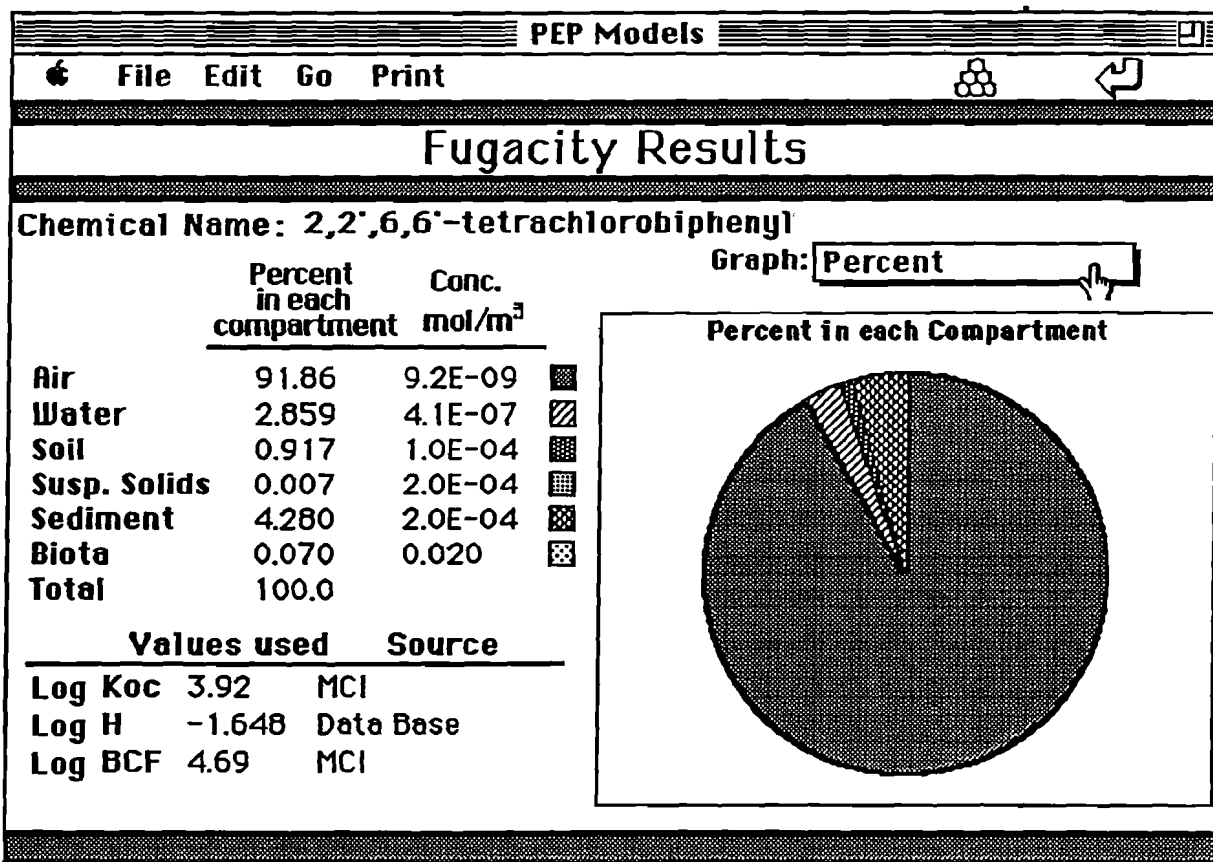 PEP Models
File Edit Go Print
Fugacity Results
Chemical Name: 2,2',6,6'-tetrachlorobiphenyl
Graph: Percent
Percent in each compartment Conc. mol/m³
Air 91.86 9.2E-09
Water 2.859 4.1E-07
Soil 0.917 1.0E-04
Susp. Solids 0.007 2.0E-04
Sediment 4.280 2.0E-04
Biota 0.070 0.020
Total 100.0
Values used Source
Log Koc 3.92 MCI
Log H -1.648 Data Base
Log BCF 4.69 MCI
Percent in each Compartment